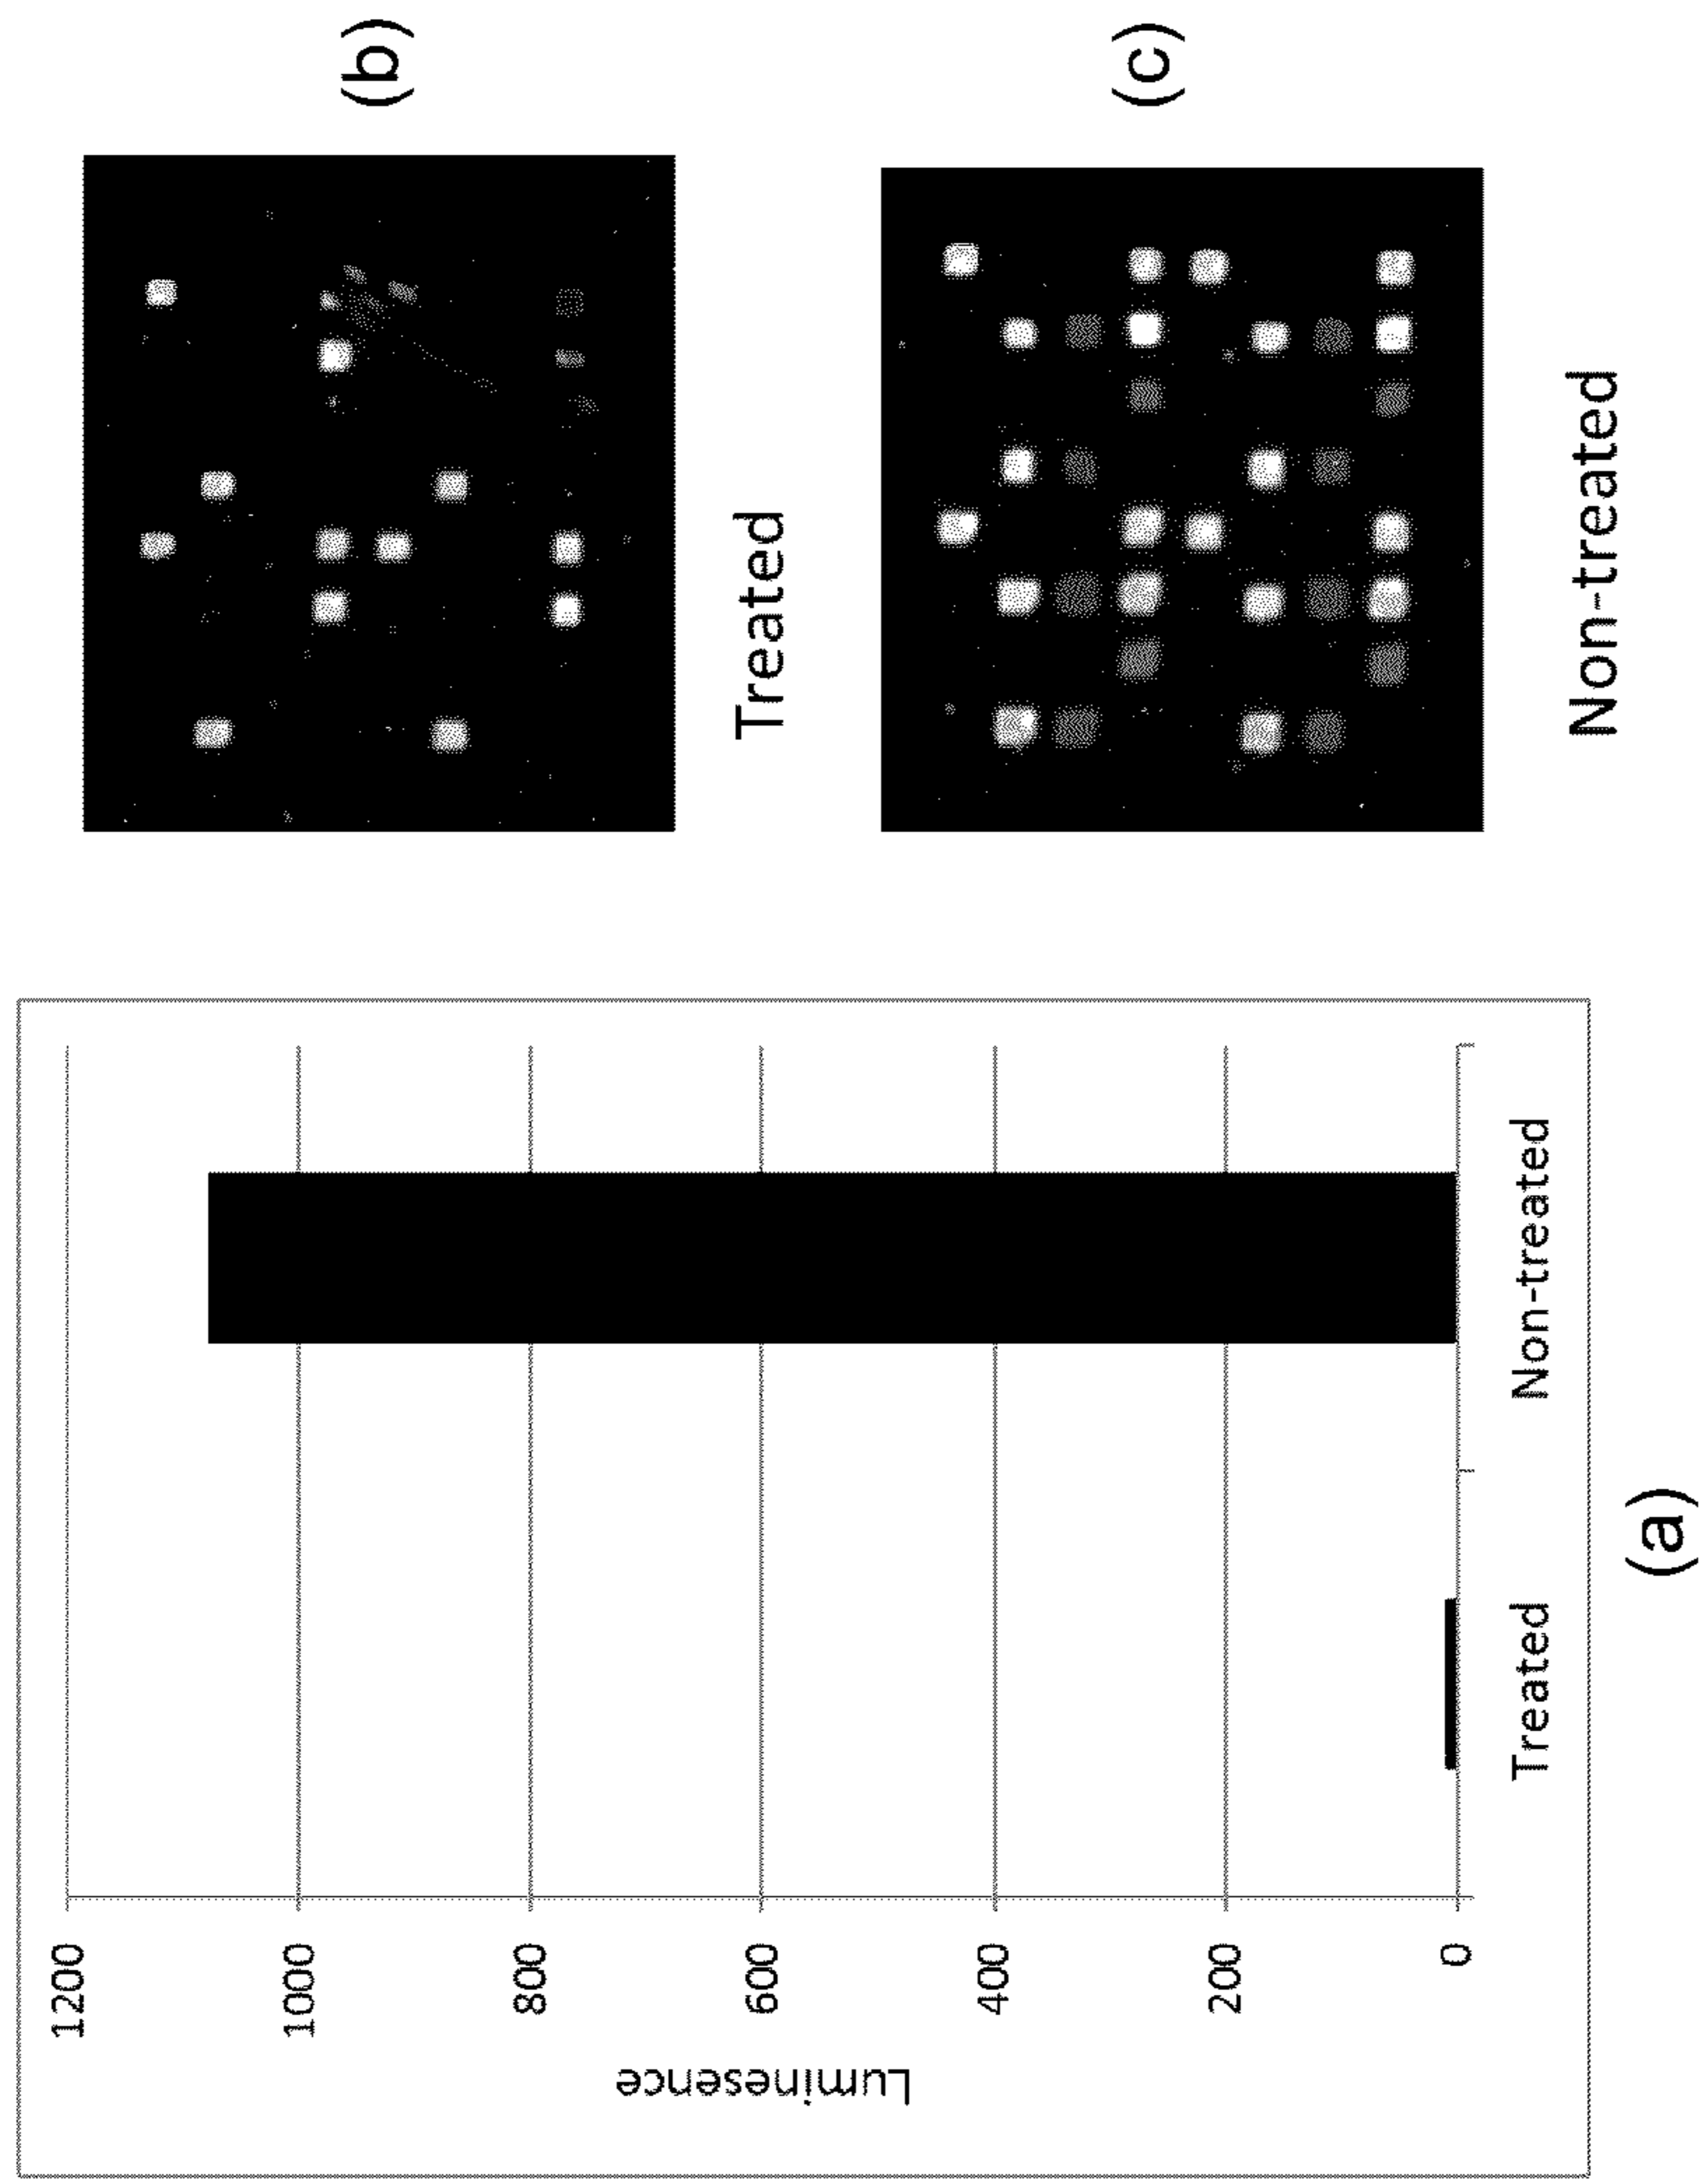 1200
1000
800
600
400
200
0
Luminesence
Treated
Non-treated
(a)
Treated
(b)
Non-treated
(c)